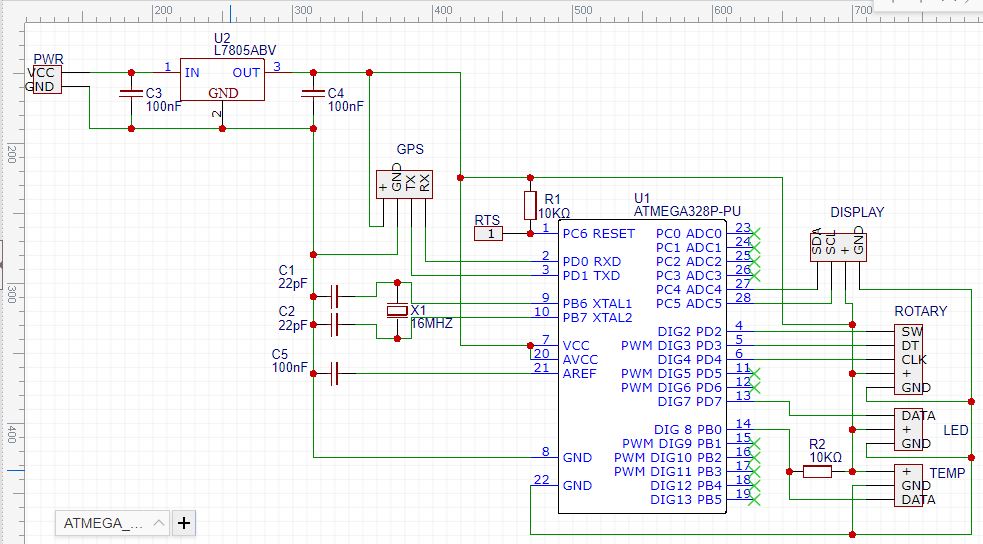 200 300 400 500 600 700
U2
L7805ABV
PWR
VCC
GND
1 IN OUT 3
GND
2
C3
100nF
C4
100nF
200
300
400
GPS
+ GND TX RX
RTS
1
R1
10KΩ
U1
ATMEGA328P-PU
1 PC6 RESET
2 PD0 RXD
3 PD1 TXD
9 PB6 XTAL1
10 PB7 XTAL2
7 VCC
20 AVCC
21 AREF
8 GND
22 GND
PC0 ADC0 23
PC1 ADC1 24
PC2 ADC2 25
PC3 ADC3 26
PC4 ADC4 27
PC5 ADC5 28
DIG2 PD2 4
PWM DIG3 PD3 5
DIG4 PD4 6
PWM DIG5 PD5 11
PWM DIG6 PD6 12
DIG7 PD7 13
DIG 8 PB0 14
PWM DIG9 PB1 15
PWM DIG10 PB2 16
PWM DIG11 PB3 17
DIG12 PB4 18
DIG13 PB5 19
C1
22pF
C2
22pF
X1
16MHZ
C5
100nF
DISPLAY
SDA SCL + GND
ROTARY
SW
DT
CLK
+
GND
DATA
+
GND
LED
R2
10KΩ
+
GND
DATA
TEMP
ATMEGA_...
+